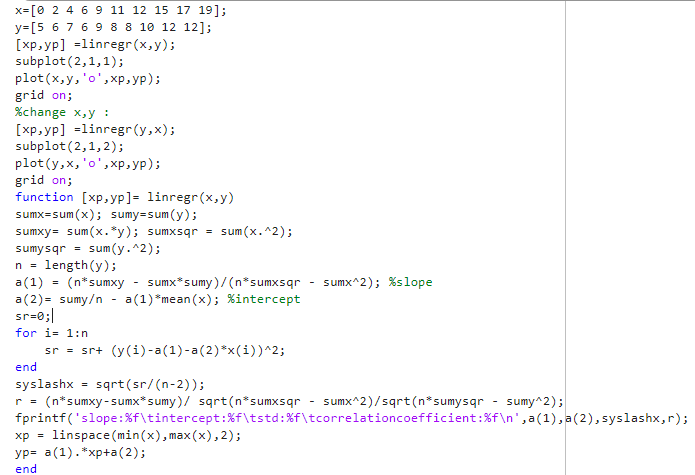 x=[0 2 4 6 9 11 12 15 17 19];
y=[5 6 7 6 9 8 8 10 12 12];
[xp,yp] =linregr(x,y);
subplot(2,1,1);
plot(x,y,'o',xp,yp);
grid on;
%change x,y :
[xp,yp] =linregr(y,x);
subplot(2,1,2);
plot(y,x,'o',xp,yp);
grid on;
function [xp,yp]= linregr(x,y)
sumx=sum(x); sumy=sum(y);
sumxy= sum(x.*y); sumxsqr = sum(x.^2);
sumysqr = sum(y.^2);
n = length(y);
a(1) = (n*sumxy - sumx*sumy)/(n*sumxsqr - sumx^2); %slope
a(2)= sumy/n - a(1)*mean(x); %intercept
sr=0;
for i= 1:n
    sr = sr+ (y(i)-a(1)-a(2)*x(i))^2;
end
syslashx = sqrt(sr/(n-2));
r = (n*sumxy-sumx*sumy)/ sqrt(n*sumxsqr - sumx^2)/sqrt(n*sumysqr - sumy^2);
fprintf('slope:%f\tintercept:%f\tstd:%f\tcorrelationcoefficient:%f\n',a(1),a(2),syslashx,r);
xp = linspace(min(x),max(x),2);
yp= a(1).*xp+a(2);
end